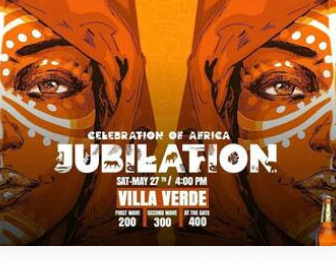 CELEBRATION OF AFRICA
JUBILATION
SAT-MAY 27TH / 4:00 PM
VILLA VERDE
FIRST WAVE SECOND WAVE AT THE GATE
200 300 400